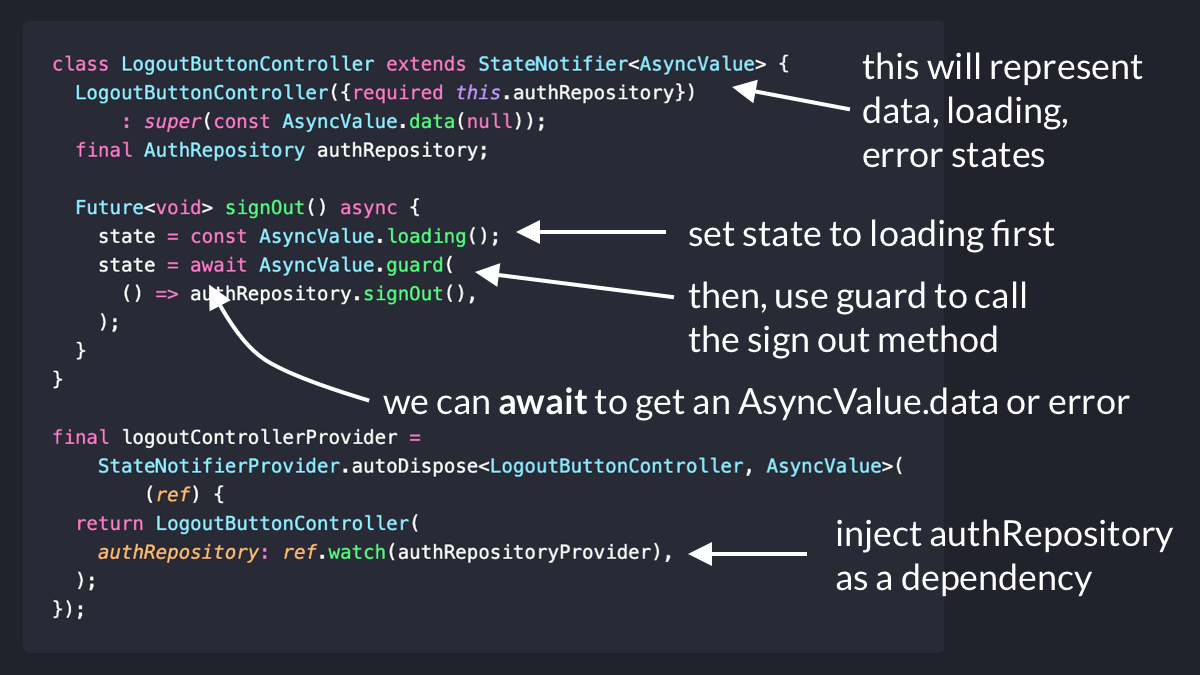 class LogoutButtonController extends StateNotifier<AsyncValue> {
  LogoutButtonController({required this.authRepository})
      : super(const AsyncValue.data(null));
  final AuthRepository authRepository;
this will represent
data, loading,
error states
  Future<void> signOut() async {
    state = const AsyncValue.loading();
    state = await AsyncValue.guard(
      () => authRepository.signOut(),
    );
  }
}
set state to loading first
then, use guard to call
the sign out method
we can await to get an AsyncValue.data or error
final logoutControllerProvider =
    StateNotifierProvider.autoDispose<LogoutButtonController, AsyncValue>(
        (ref) {
  return LogoutButtonController(
    authRepository: ref.watch(authRepositoryProvider),
  );
});
inject authRepository
as a dependency